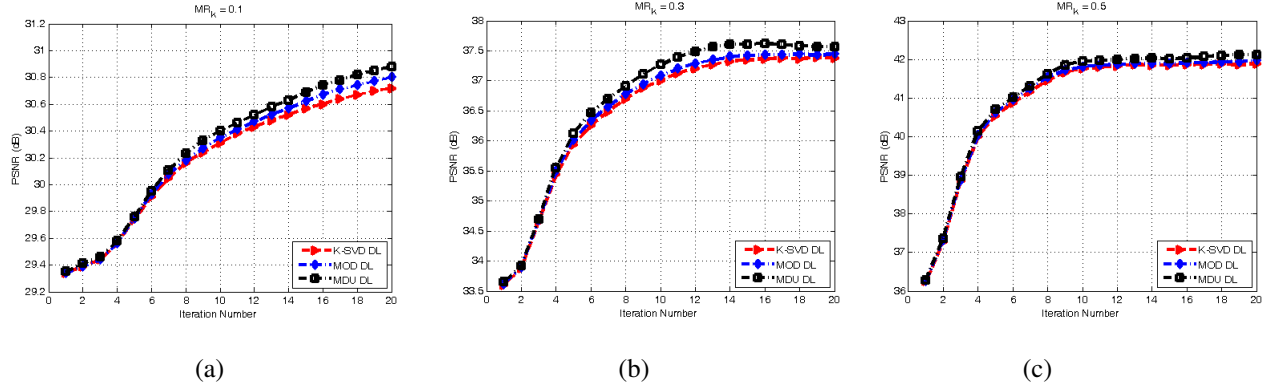 MRk = 0.1
31.2
31
30.8
30.6
30.4
30.2
30
29.8
29.6
29.4
29.2
PSNR (dB)
0 2 4 6 8 10 12 14 16 18 20
Iteration Number
K-SVD DL
MOD DL
MDU DL
(a)
MRk = 0.3
38
37.5
37
36.5
36
35.5
35
34.5
34
33.5
PSNR (dB)
0 2 4 6 8 10 12 14 16 18 20
Iteration Number
K-SVD DL
MOD DL
MDU DL
(b)
MRk = 0.5
43
42
41
40
39
38
37
36
PSNR (dB)
0 2 4 6 8 10 12 14 16 18 20
Iteration Number
K-SVD DL
MOD DL
MDU DL
(c)